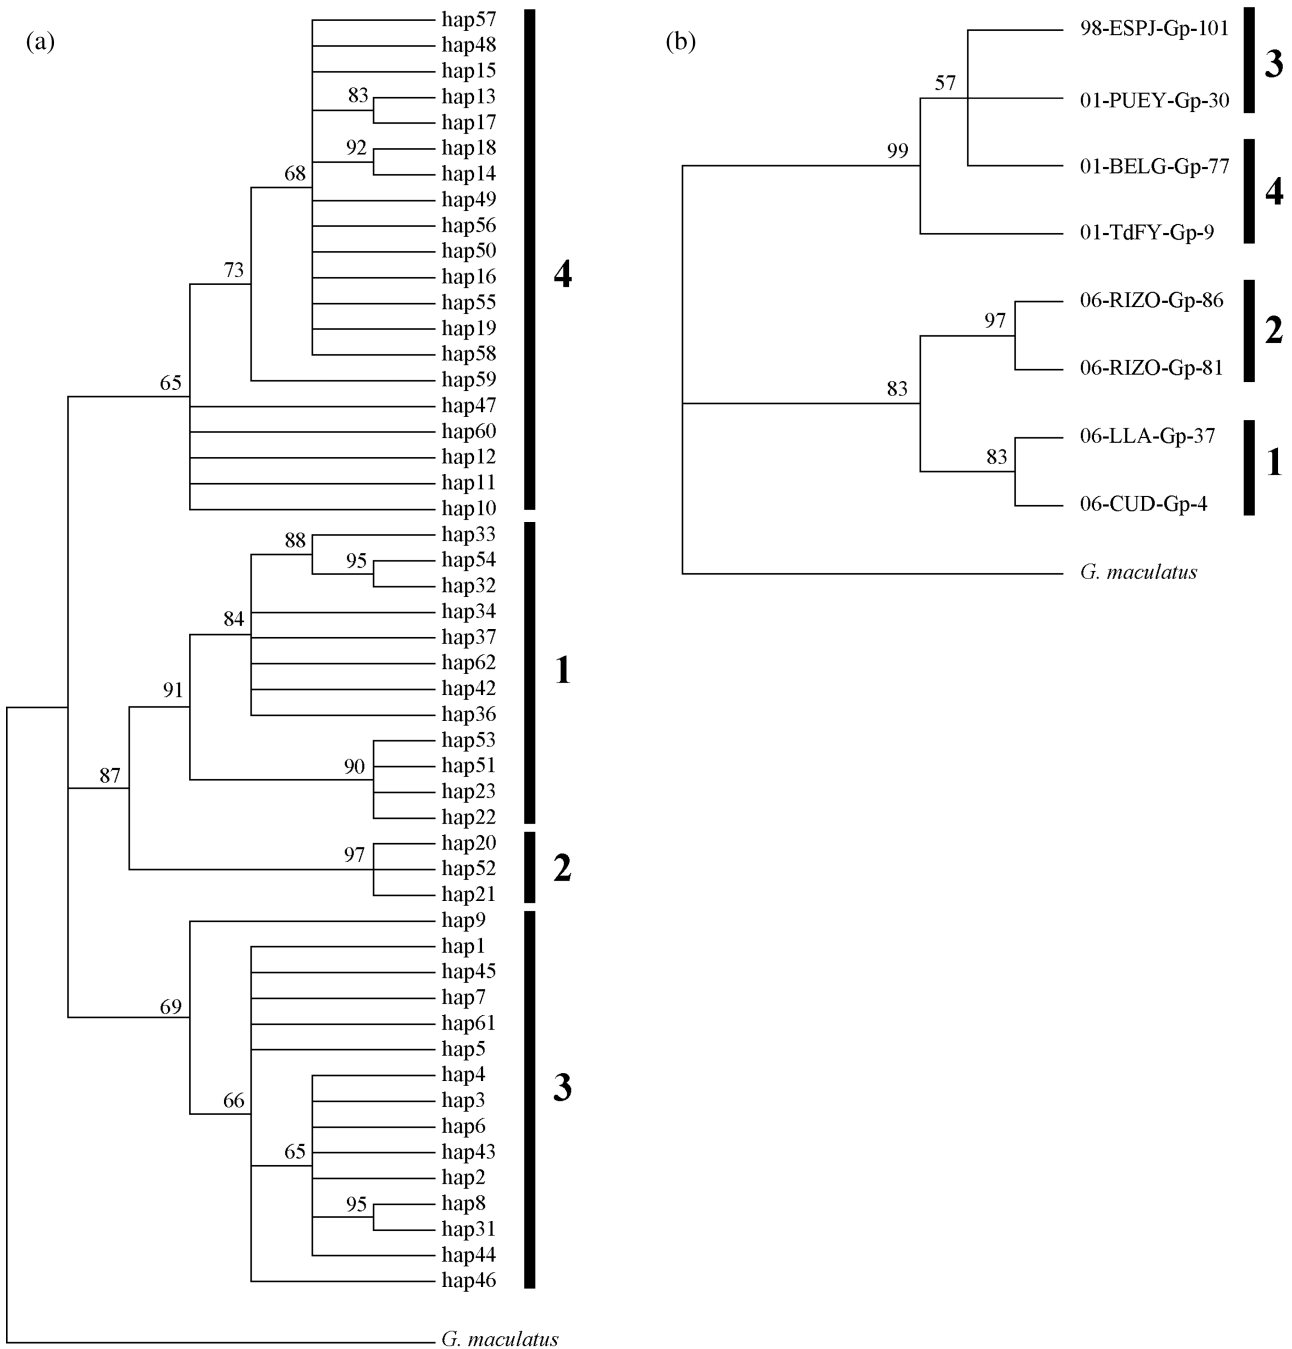 (a)
hap57
hap48
hap15
83
hap13
hap17
92
hap18
hap14
68
hap49
hap56
hap50
73
hap16
4
hap55
hap19
hap58
65
hap59
hap47
hap60
hap12
hap11
hap10
88
hap33
95
hap54
hap32
84
hap34
hap37
hap62
1
91
hap42
hap36
hap53
87
90
hap51
hap23
hap22
hap20
97
hap52
2
hap21
hap9
hap1
hap45
69
hap7
hap61
hap5
hap4
3
66
hap3
hap6
65
hap43
hap2
95
hap8
hap31
hap44
hap46
G. maculatus
(b)
98-ESPJ-Gp-101
3
57
01-PUEY-Gp-30
99
01-BELG-Gp-77
4
01-TdFY-Gp-9
06-RIZO-Gp-86
97
2
06-RIZO-Gp-81
83
06-LLA-Gp-37
83
1
06-CUD-Gp-4
G. maculatus